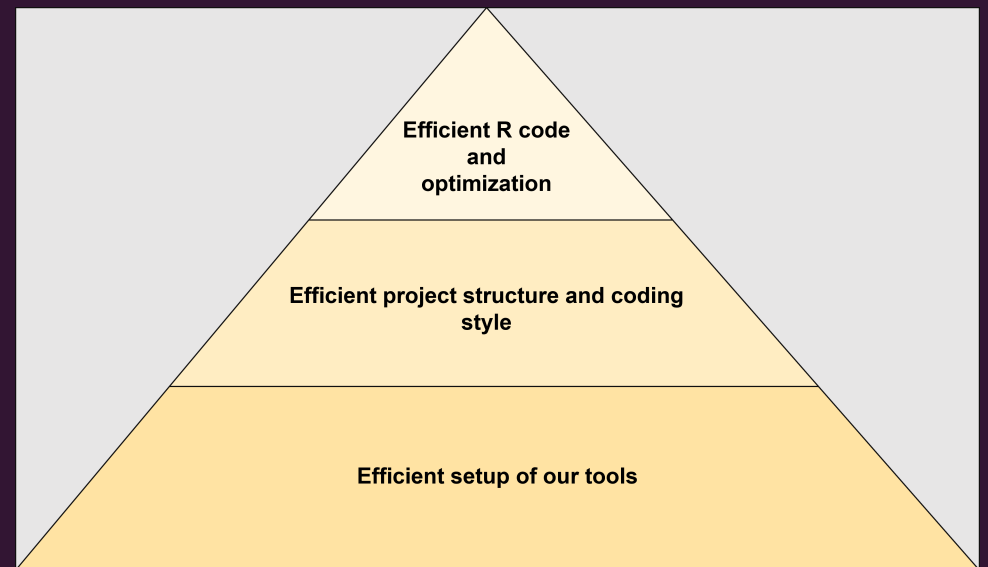 Efficient R code
and
optimization
Efficient project structure and coding
style
Efficient setup of our tools